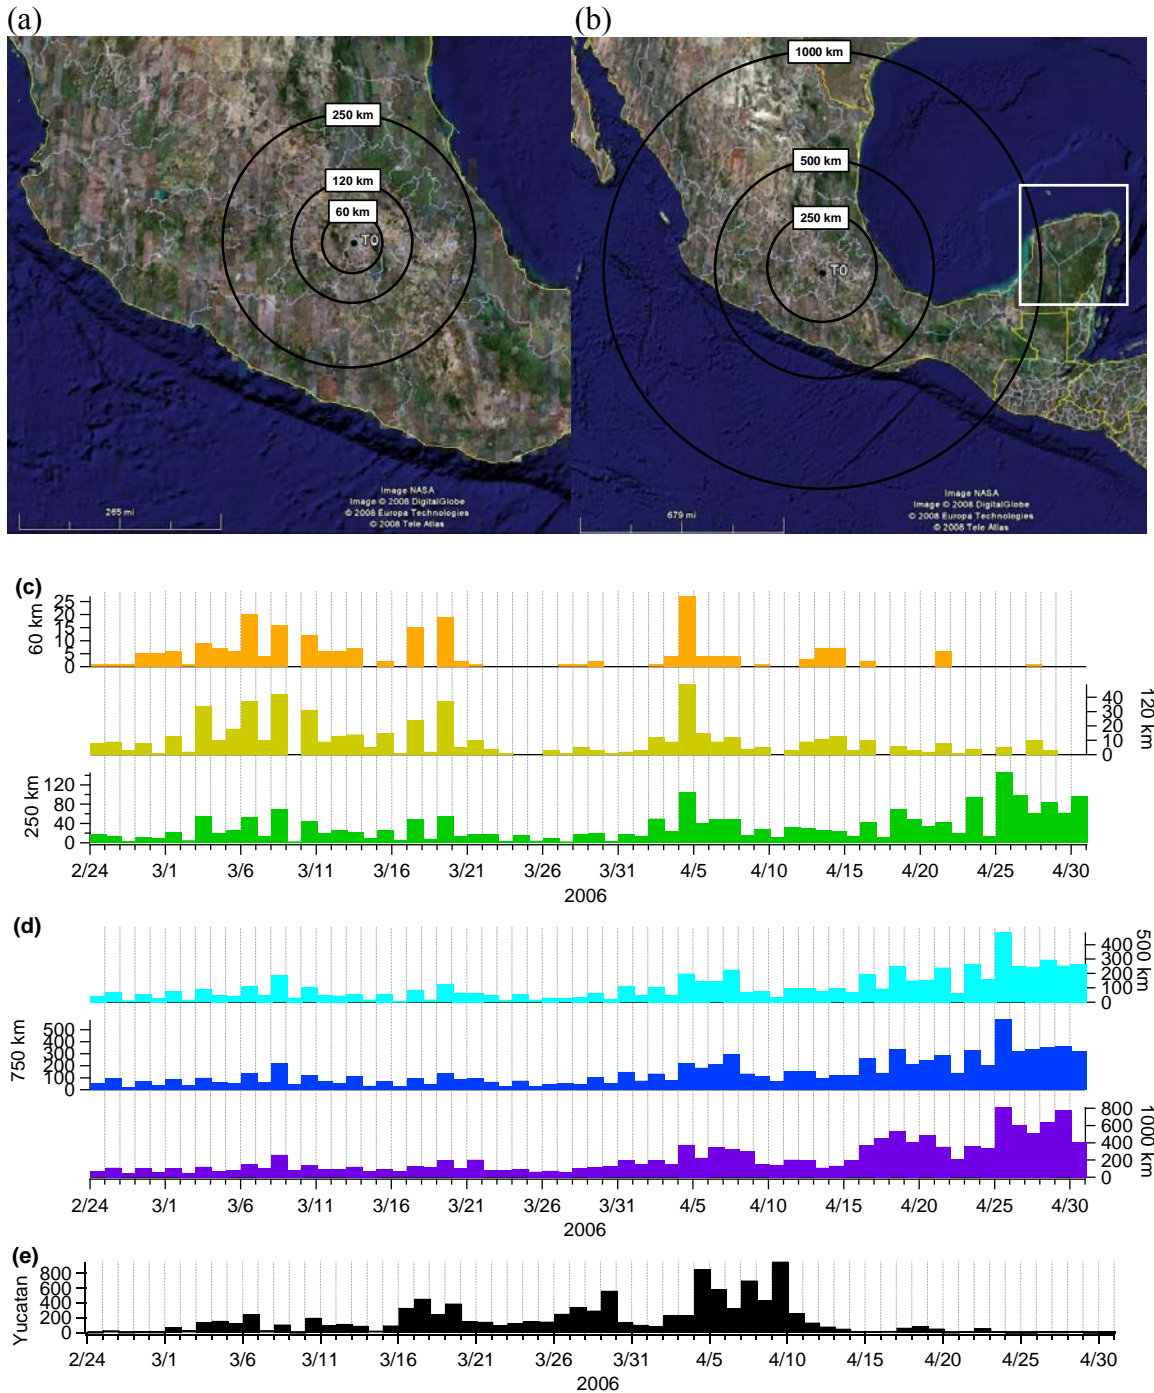 (a)
(b)
250 km
120 km
60 km
T0
265 mi
Image NASA
Image © 2008 DigitalGlobe
© 2008 Europa Technologies
© 2008 Tele Atlas
1000 km
500 km
250 km
T0
679 mi
Image NASA
Image © 2008 DigitalGlobe
© 2008 Europa Technologies
© 2008 Tele Atlas
(c)
60 km
25
20
15
10
5
0
40
30
20
10
0
120 km
250 km
120
80
40
0
2/24 3/1 3/6 3/11 3/16 3/21 3/26 3/31 4/5 4/10 4/15 4/20 4/25 4/30
2006
(d)
400
300
200
100
0
500 km
750 km
500
400
300
200
100
0
800
600
400
200
0
1000 km
2/24 3/1 3/6 3/11 3/16 3/21 3/26 3/31 4/5 4/10 4/15 4/20 4/25 4/30
2006
(e)
Yucatan
800
600
400
200
0
2/24 3/1 3/6 3/11 3/16 3/21 3/26 3/31 4/5 4/10 4/15 4/20 4/25 4/30
2006